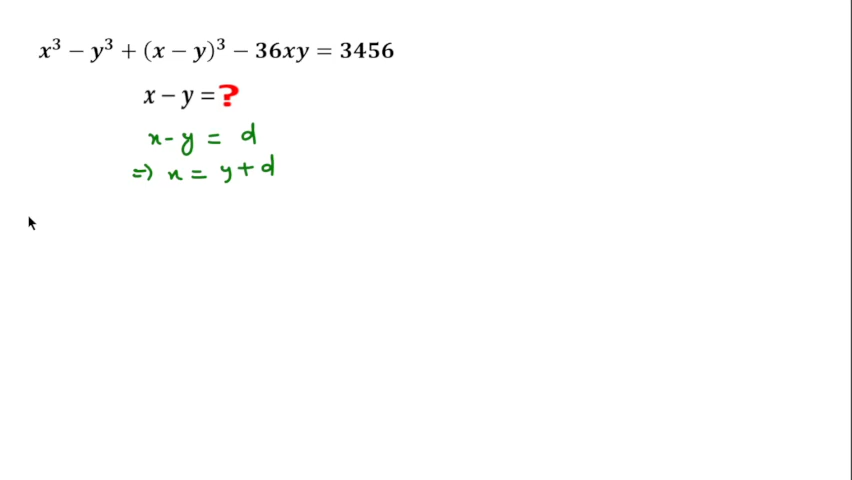 x³ − y³ + (x − y)³ − 36xy = 3456
x − y = ?
x - y = d
=> x = y + d